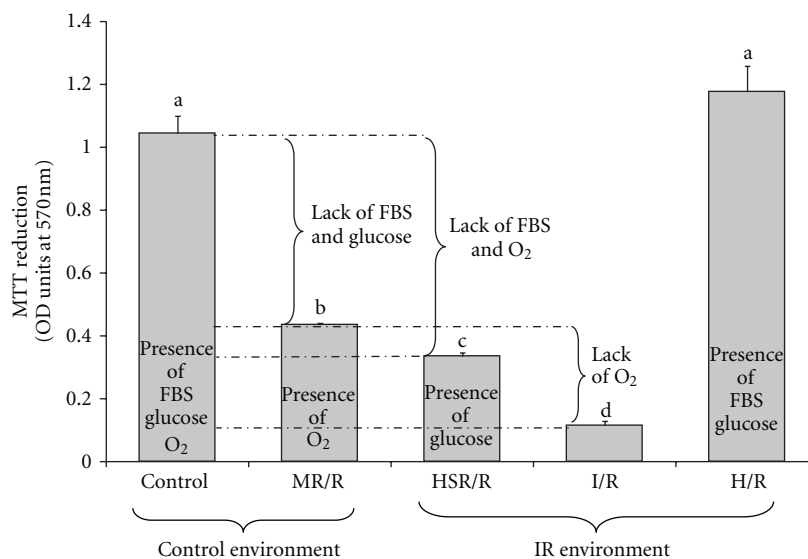 MTT reduction
(OD units at 570 nm)
1.4
1.2
1
0.8
0.6
0.4
0.2
0
a
b
c
d
a
Lack of FBS
and glucose
Lack of FBS
and O₂
Lack
of O₂
Presence
of
FBS
glucose
O₂
Presence
of
O₂
Presence
of
glucose
Presence
of
FBS
glucose
Control
MR/R
HSR/R
I/R
H/R
Control environment
IR environment